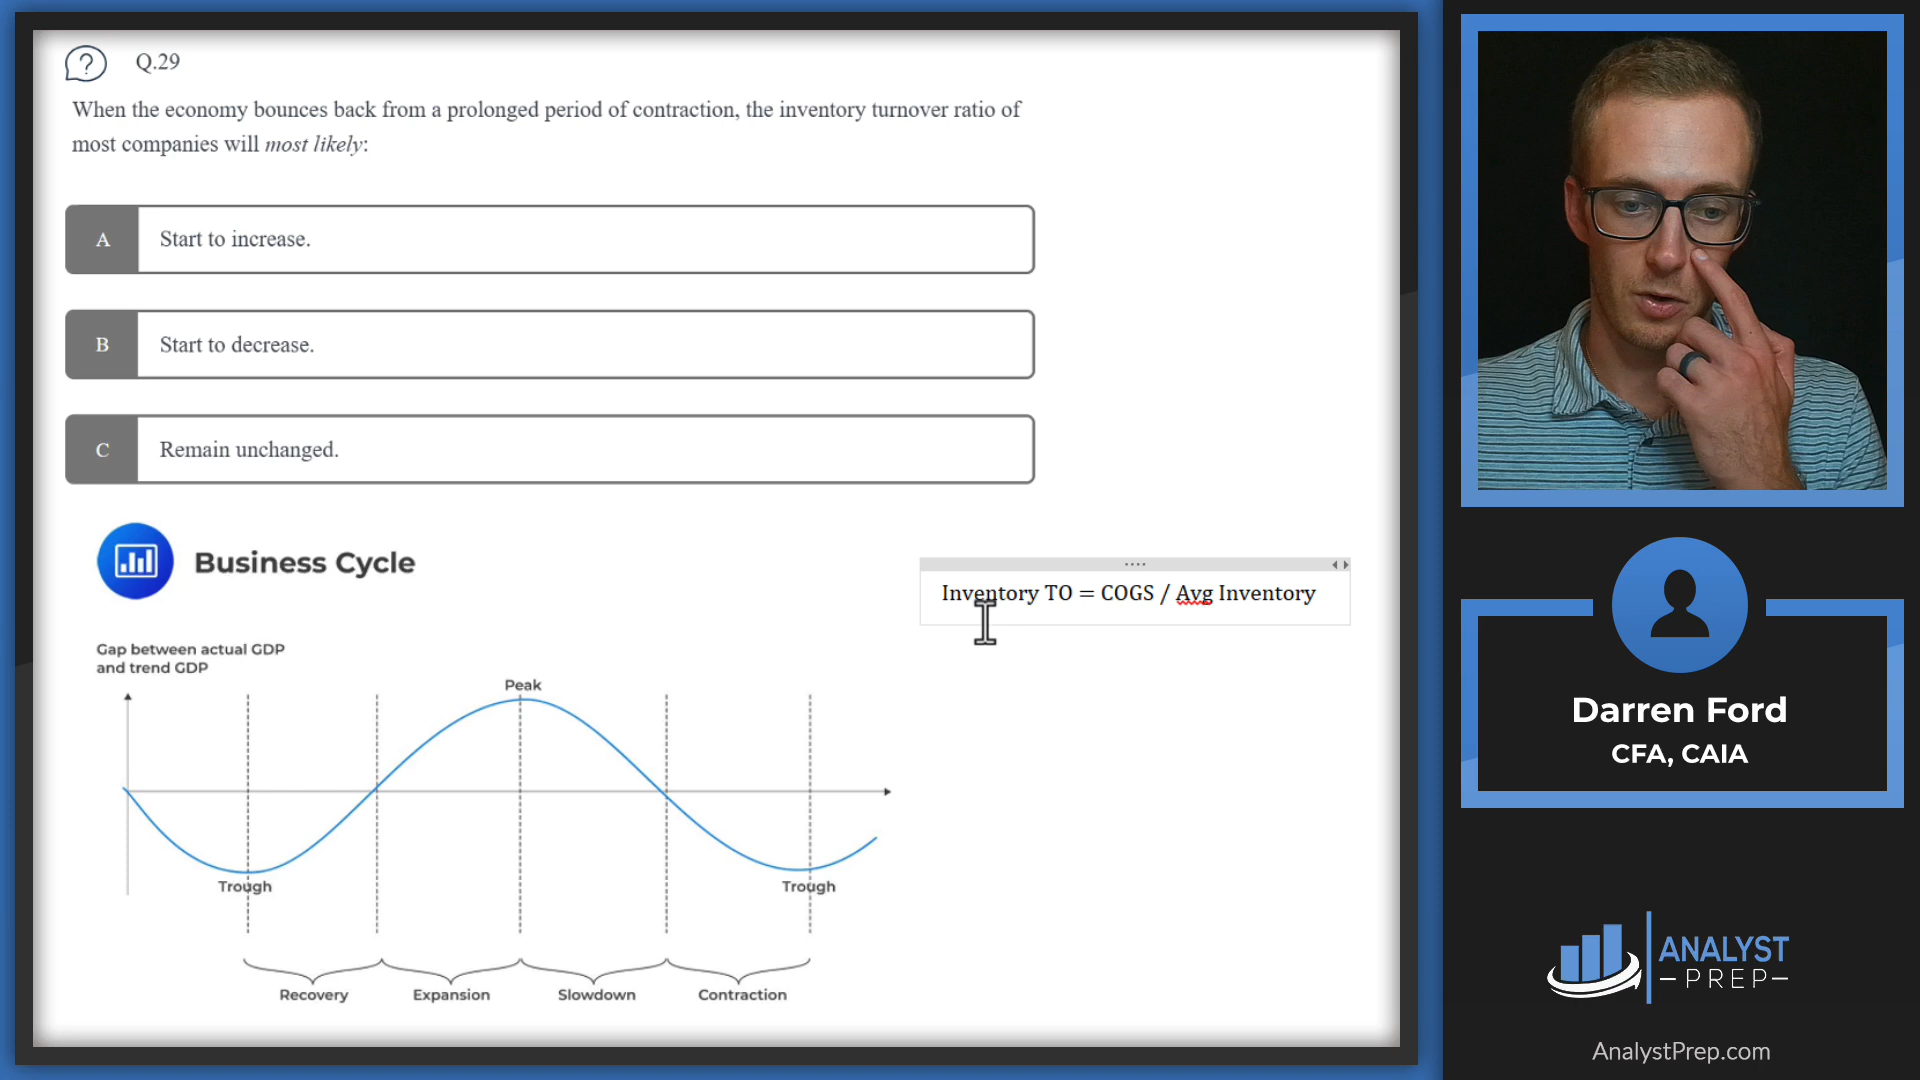 Q.29
When the economy bounces back from a prolonged period of contraction, the inventory turnover ratio of
most companies will most likely:
A
Start to increase.
B
Start to decrease.
C
Remain unchanged.
Business Cycle
Inventory TO = COGS / Avg Inventory
Gap between actual GDP
and trend GDP
Peak
Trough
Trough
Recovery
Expansion
Slowdown
Contraction
Darren Ford
CFA, CAIA
ANALYST
PREP
AnalystPrep.com